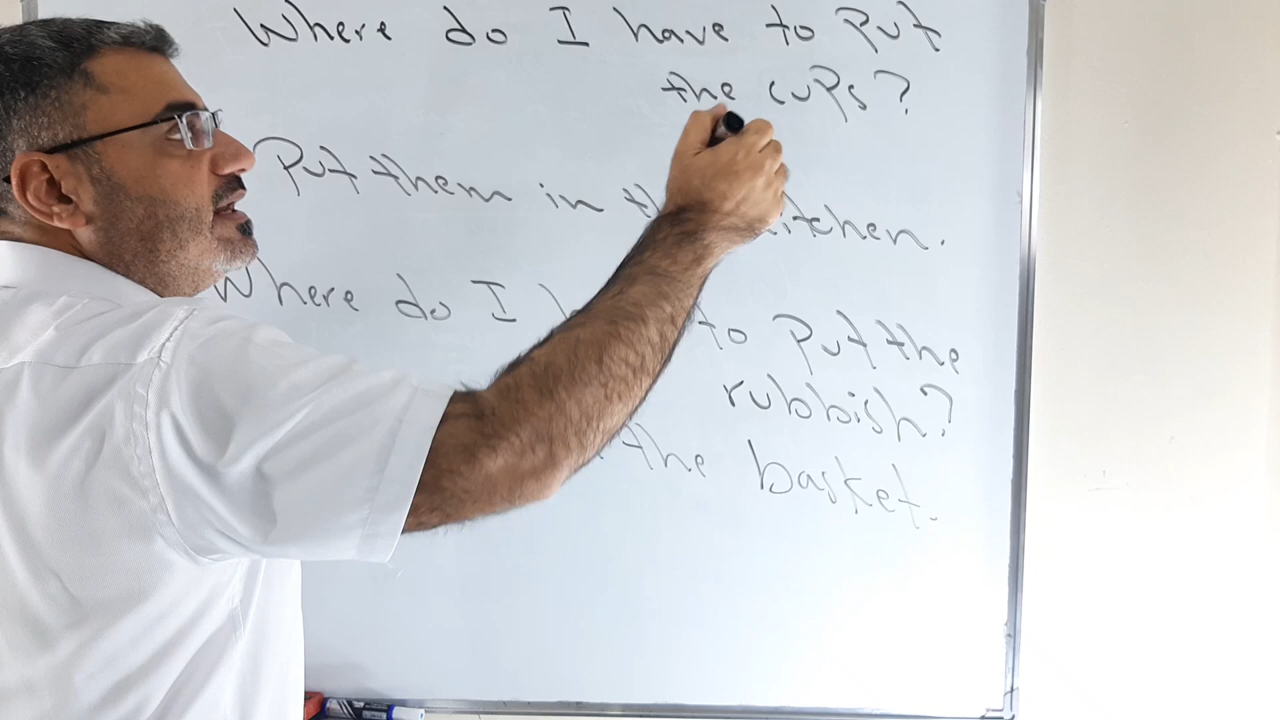 Where do I have to Put
the cups?
Put them in the kitchen.
Where do I have to Put the
rubbish?
the basket.